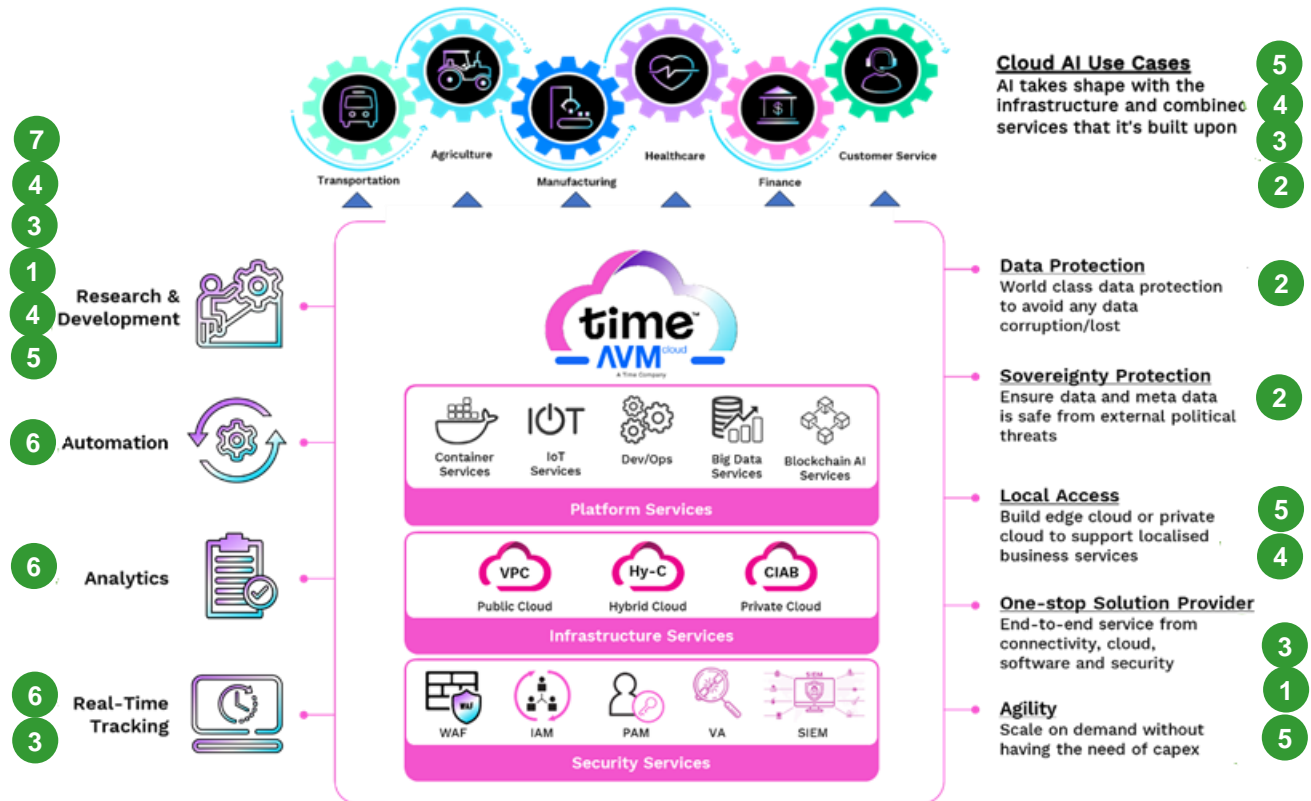 Cloud AI Use Cases
AI takes shape with the
infrastructure and combined
services that it's built upon
5
4
3
2
Transportation
Agriculture
Manufacturing
Healthcare
Finance
Customer Service
$
7
4
3
1
4
5
Research &
Development
6
Automation
6
Analytics
6
3
Real-Time
Tracking
time™
AVM cloud
A Time Company
Container
Services
IOT
IoT
Services
Dev/Ops
Big Data
Services
Blockchain AI
Services
Platform Services
VPC
Public Cloud
Hy-C
Hybrid Cloud
CIAB
Private Cloud
Infrastructure Services
WAF
WAF
IAM
PAM
VA
SIEM
SIEM
Security Services
Data Protection
World class data protection
to avoid any data
corruption/lost
2
Sovereignty Protection
Ensure data and meta data
is safe from external political
threats
2
Local Access
Build edge cloud or private
cloud to support localised
business services
5
4
One-stop Solution Provider
End-to-end service from
connectivity, cloud,
software and security
3
1
Agility
Scale on demand without
having the need of capex
5